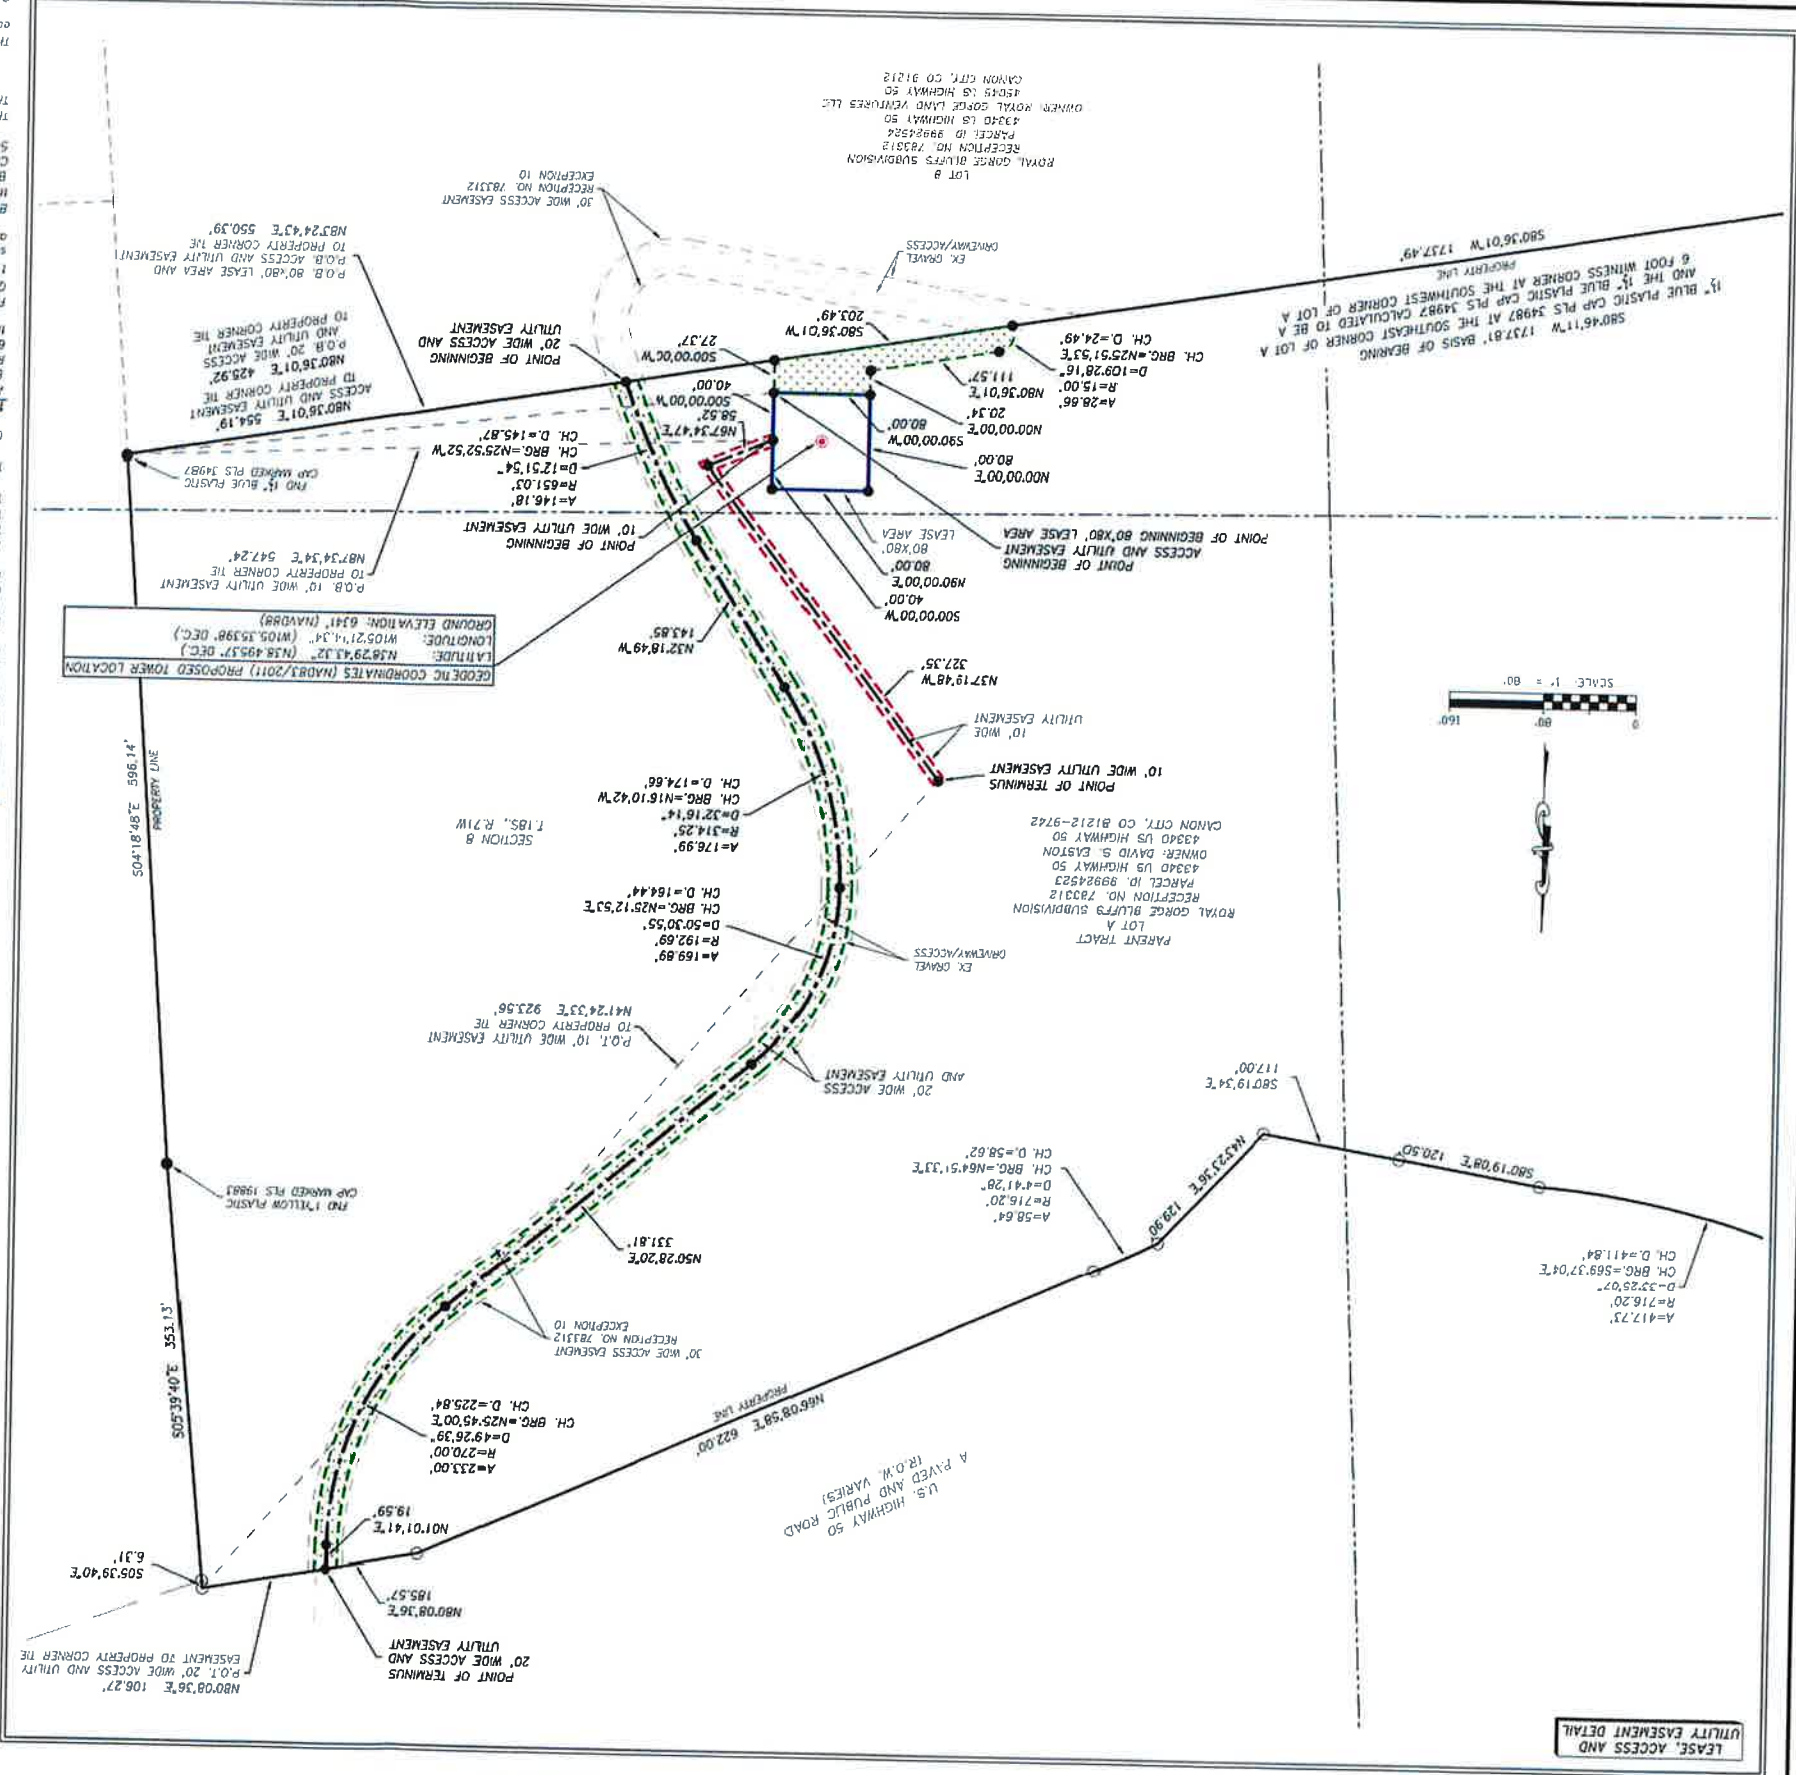 LEASE, ACCESS AND
UTILITY EASEMENT DETAIL
N80°08'36"E 106.27'
P.O.T. 20' WIDE ACCESS AND UTILITY
EASEMENT TO PROPERTY CORNER TIE
POINT OF TERMINUS
20' WIDE ACCESS AND
UTILITY EASEMENT
N80°08'36"E
185.57'
S05°39'40"E
6.31'
N01°01'41"E
19.59'
U.S. HIGHWAY 50
A PAVED AND PUBLIC ROAD
(R.O.W. VARIES)
N66°08'58"E 622.00'
PROPERTY LINE
A=233.00'
R=270.00'
D=49°26'39"
CH. BRG.=N25°45'00"E
CH. D.=225.84'
S05°39'40"E 353.13'
A=417.73'
R=716.20'
D=33°25'07"
CH. BRG.=S69°37'04"E
CH. D.=411.84'
30' WIDE ACCESS EASEMENT
RECEPTION NO. 783312
EXCEPTION 10
N50°28'20"E
331.81'
A=58.64'
R=716.20'
D=4°41'28"
CH. BRG.=N64°51'33"E
CH. D.=58.62'
N43°23'36"E 129.90'
S80°19'08"E 120.50'
S80°19'34"E
117.00'
FND 1" YELLOW PLASTIC
CAP MARKED PLS 19883
20' WIDE ACCESS
AND UTILITY EASEMENT
P.O.T. 10' WIDE UTILITY EASEMENT
TO PROPERTY CORNER TIE
N41°24'33"E 923.56'
EX. GRAVEL
DRIVEWAY/ACCESS
PARENT TRACT
LOT A
ROYAL GORGE BLUFFS SUBDIVISION
RECEPTION NO. 783312
PARCEL ID. 99924523
43340 US HIGHWAY 50
OWNER: DAVID S. EASTON
43340 US HIGHWAY 50
CANON CITY, CO 81212-9742
A=169.89'
R=192.69'
D=50°30'55"
CH. BRG.=N25°12'53"E
CH. D.=164.44'
A=176.99'
R=314.25'
D=32°16'14"
CH. BRG.=N16°10'42"W
CH. D.=174.66'
SECTION 8
T.18S., R.71W
S04°18'48"E 596.14'
PROPERTY LINE
POINT OF TERMINUS
10' WIDE UTILITY EASEMENT
10' WIDE
UTILITY EASEMENT
N37°19'48"W
327.35'
0 80' 160'
SCALE: 1" = 80'
N32°18'49"W
143.85'
GEODETIC COORDINATES (NAD83/2011) PROPOSED TOWER LOCATION
LATITUDE: N38°29'43.32" (N38.49537° DEC.)
LONGITUDE: W105°21'14.34" (W105.35398° DEC.)
GROUND ELEVATION: 6341' (NAVD88)
P.O.B. 10' WIDE UTILITY EASEMENT
TO PROPERTY CORNER TIE
N87°34'34"E 547.24'
S00°00'00"W
40.00'
N90°00'00"E
80.00'
80'X80'
LEASE AREA
POINT OF BEGINNING
ACCESS AND UTILITY EASEMENT
POINT OF BEGINNING 80'X80' LEASE AREA
POINT OF BEGINNING
10' WIDE UTILITY EASEMENT
A=146.18'
R=651.03'
D=12°51'54"
CH. BRG.=N25°52'52"W
CH. D.=145.87'
FND 1½" BLUE PLASTIC
CAP MARKED PLS 34987
N00°00'00"E
80.00'
S90°00'00"W
80.00'
N67°34'47"E
58.52'
S00°00'00"W
40.00'
N00°00'00"E
20.34'
N80°36'01"E
111.57'
A=28.66'
R=15.00'
D=109°28'16"
CH. BRG.=N25°51'53"E
CH. D.=24.49'
N80°36'01"E 554.19'
ACCESS AND UTILITY EASEMENT
TO PROPERTY CORNER TIE
N80°36'01"E 425.92'
P.O.B. 20' WIDE ACCESS
AND UTILITY EASEMENT
TO PROPERTY CORNER TIE
POINT OF BEGINNING
20' WIDE ACCESS AND
UTILITY EASEMENT
S00°00'00"W
27.37'
S80°36'01"W
203.49'
S80°46'11"W 1737.81' BASIS OF BEARING
1½" BLUE PLASTIC CAP PLS 34987 AT THE SOUTHEAST CORNER OF LOT A
AND THE 1½" BLUE PLASTIC CAP PLS 34987 CALCULATED TO BE A
6 FOOT WITNESS CORNER AT THE SOUTHWEST CORNER OF LOT A
PROPERTY LINE
S80°36'01"W 1737.49'
P.O.B. 80'x80' LEASE AREA AND
P.O.B. ACCESS AND UTILITY EASEMENT
TO PROPERTY CORNER TIE
N83°24'43"E 550.39'
EX. GRAVEL
DRIVEWAY/ACCESS
30' WIDE ACCESS EASEMENT
RECEPTION NO. 783312
EXCEPTION 10
LOT B
ROYAL GORGE BLUFFS SUBDIVISION
RECEPTION NO. 783312
PARCEL ID 99924524
43340 US HIGHWAY 50
OWNER: ROYAL GORGE LAND VENTURES LLC
45045 US HIGHWAY 50
CANON CITY, CO 81212